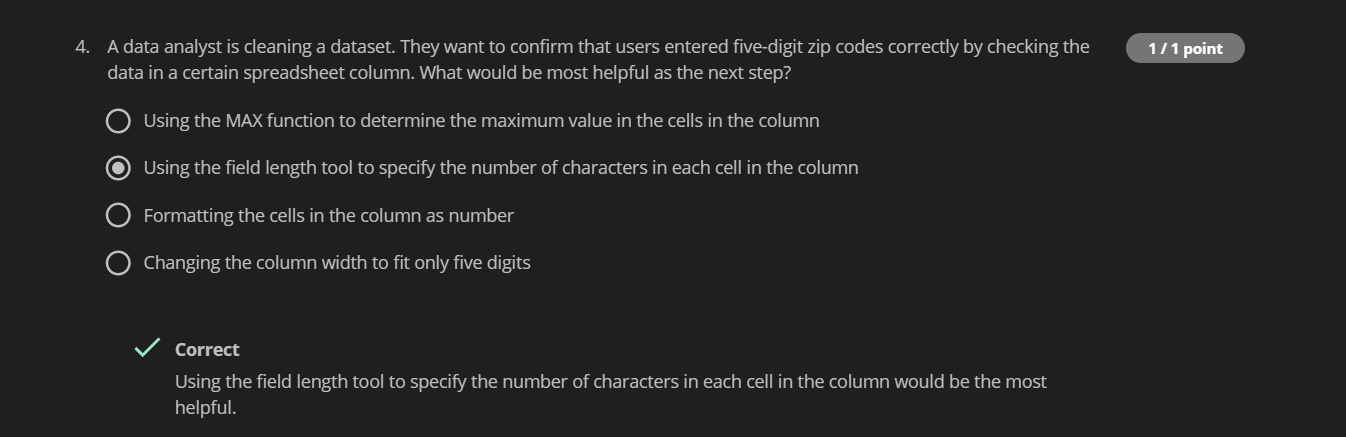 4. A data analyst is cleaning a dataset. They want to confirm that users entered five-digit zip codes correctly by checking the
data in a certain spreadsheet column. What would be most helpful as the next step?
1 / 1 point
Using the MAX function to determine the maximum value in the cells in the column
Using the field length tool to specify the number of characters in each cell in the column
Formatting the cells in the column as number
Changing the column width to fit only five digits
Correct
Using the field length tool to specify the number of characters in each cell in the column would be the most
helpful.